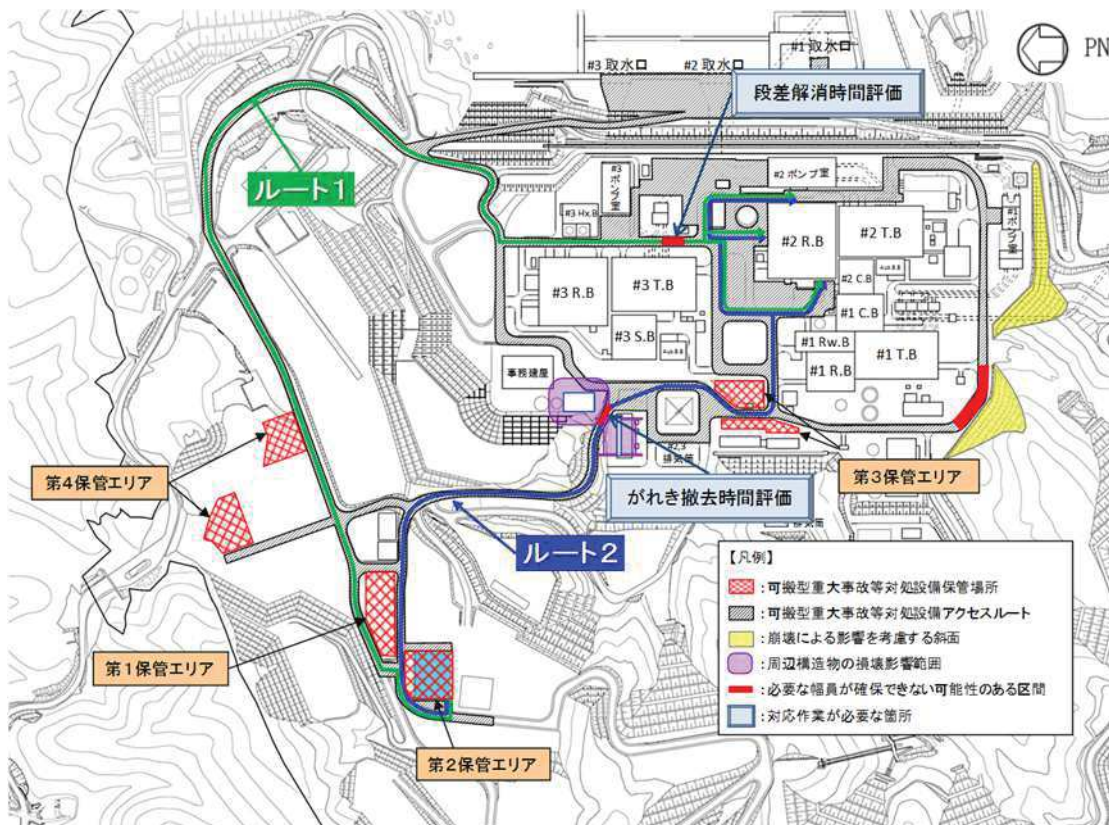 #1 取水口
#3 取水口
#2 取水口
PN
段差解消時間評価
ルート1
#3 ポンプ室
#2 ポンプ室
#1 ポンプ室
#3 Hx.B
#2 R.B
#2 T.B
#3 R.B
#3 T.B
#2 C.B
#1 C.B
#3 S.B
#1 Rw.B
#1 R.B
#1 T.B
事務建屋
第4保管エリア
排気筒
がれき撤去時間評価
第3保管エリア
ルート2
【凡例】
:可搬型重大事故等対処設備保管場所
:可搬型重大事故等対処設備アクセスルート
:崩壊による影響を考慮する斜面
:周辺構造物の損壊影響範囲
:必要な幅員が確保できない可能性のある区間
:対応作業が必要な箇所
第1保管エリア
第2保管エリア